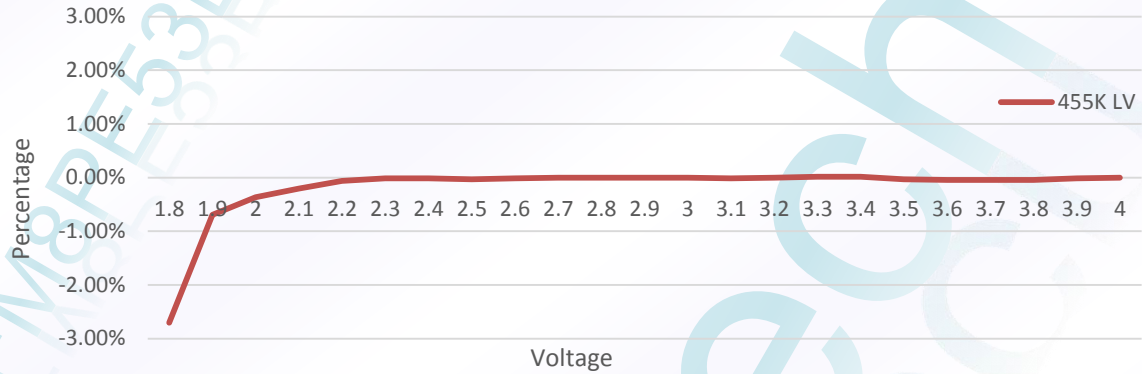 3.00%
2.00%
1.00%
0.00%
-1.00%
-2.00%
-3.00%
Percentage
1.8 1.9 2 2.1 2.2 2.3 2.4 2.5 2.6 2.7 2.8 2.9 3 3.1 3.2 3.3 3.4 3.5 3.6 3.7 3.8 3.9 4
Voltage
455K LV
M8PE53
ech